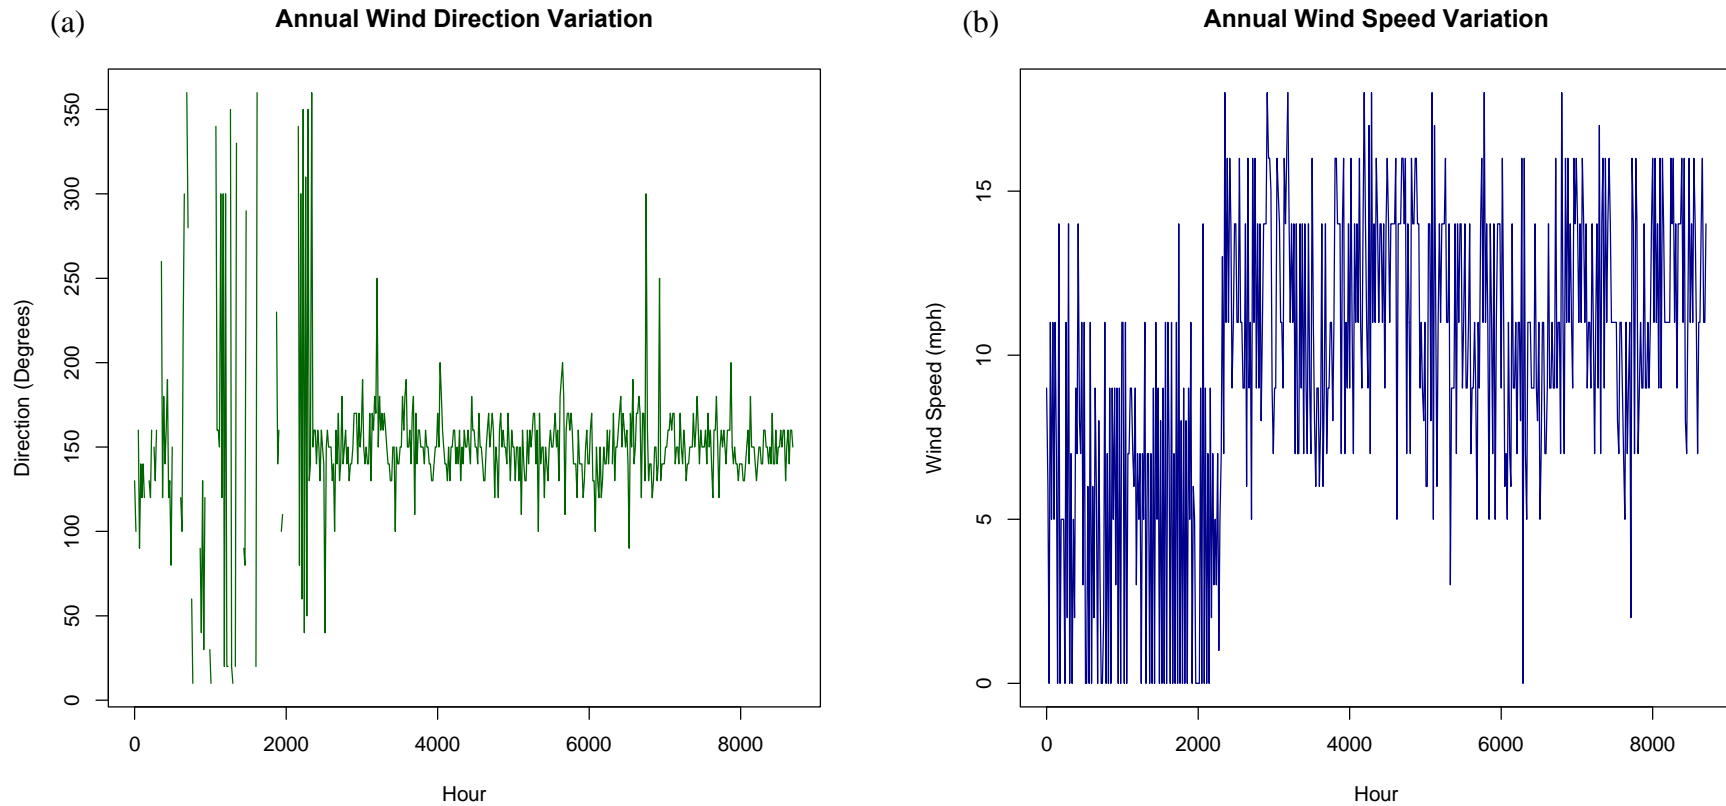 (a)
Annual Wind Direction Variation
350
300
250
200
150
100
50
0
Direction (Degrees)
0 2000 4000 6000 8000
Hour
(b)
Annual Wind Speed Variation
15
10
5
0
Wind Speed (mph)
0 2000 4000 6000 8000
Hour